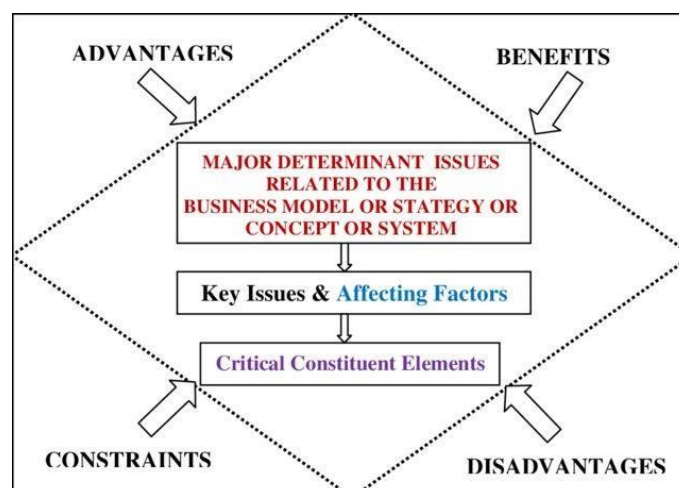 ADVANTAGES
BENEFITS
MAJOR DETERMINANT ISSUES
RELATED TO THE
BUSINESS MODEL OR STATEGY OR
CONCEPT OR SYSTEM
Key Issues & Affecting Factors
Critical Constituent Elements
CONSTRAINTS
DISADVANTAGES